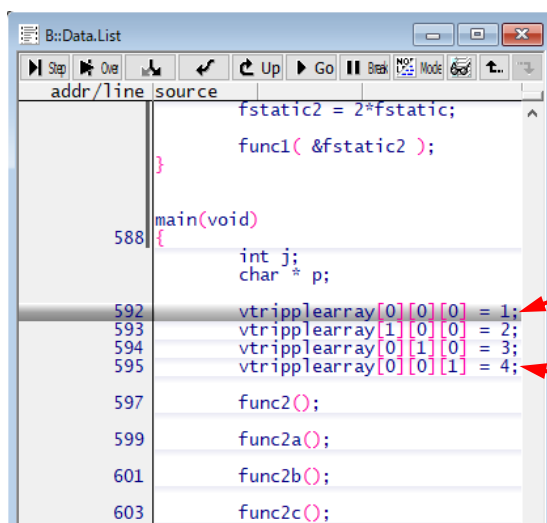 B::Data.List
Step Over Up Go Break NOT Mode t..
addr/line source
fstatic2 = 2*fstatic;
func1( &fstatic2 );
}
main(void)
588 {
int j;
char * p;
592 vtripplearray[0][0][0] = 1;
593 vtripplearray[1][0][0] = 2;
594 vtripplearray[0][1][0] = 3;
595 vtripplearray[0][0][1] = 4;
597 func2();
599 func2a();
601 func2b();
603 func2c();